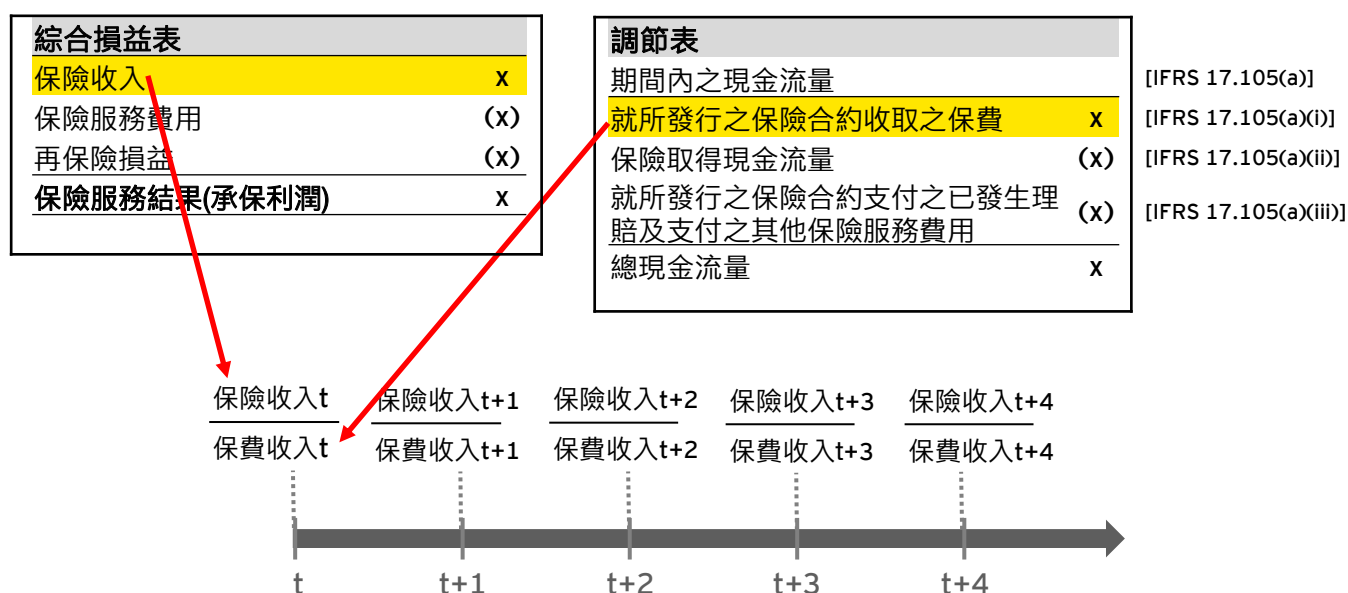 綜合損益表
保險收入 X
保險服務費用 (X)
再保險損益 (X)
保險服務結果(承保利潤) X
調節表
期間內之現金流量 [IFRS 17.105(a)]
就所發行之保險合約收取之保費 X [IFRS 17.105(a)(i)]
保險取得現金流量 (X) [IFRS 17.105(a)(ii)]
就所發行之保險合約支付之已發生理
賠及支付之其他保險服務費用 (X) [IFRS 17.105(a)(iii)]
總現金流量 X
保險收入t 保險收入t+1 保險收入t+2 保險收入t+3 保險收入t+4
保費收入t 保費收入t+1 保費收入t+2 保費收入t+3 保費收入t+4
t t+1 t+2 t+3 t+4